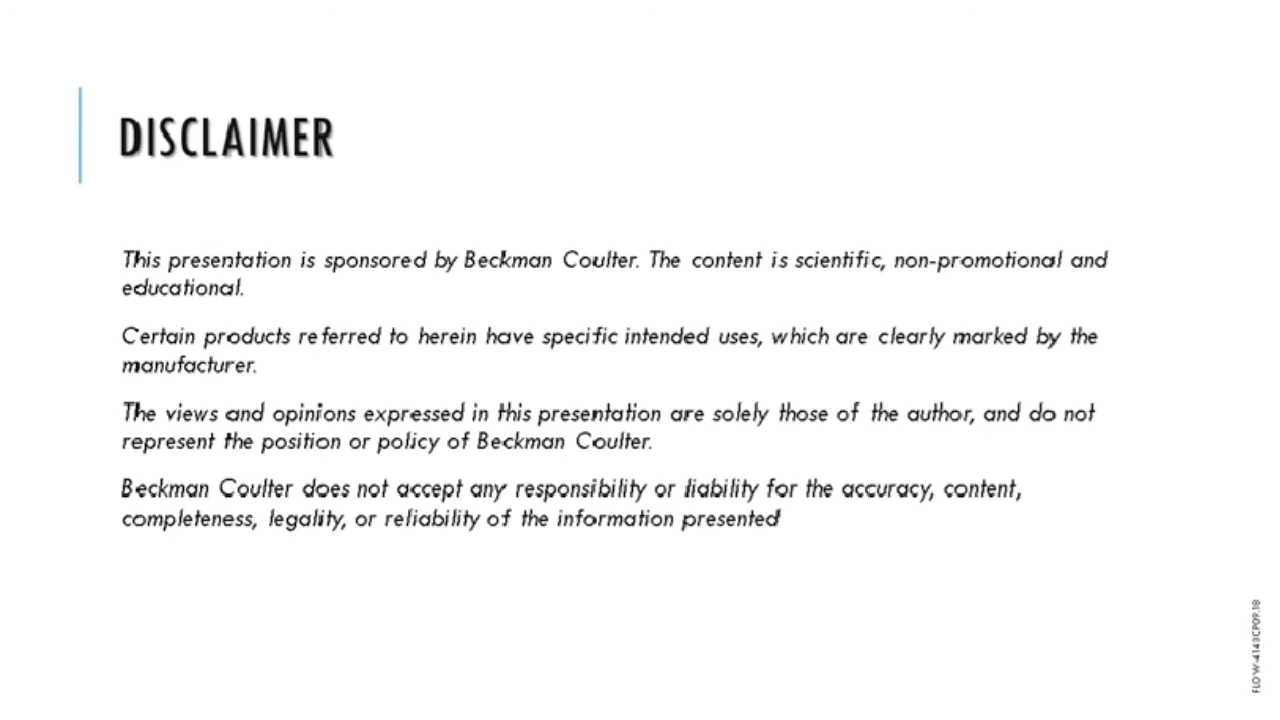 DISCLAIMER
This presentation is sponsored by Beckman Coulter. The content is scientific, non-promotional and
educational.
Certain products referred to herein have specific intended uses, which are clearly marked by the
manufacturer.
The views and opinions expressed in this presentation are solely those of the author, and do not
represent the position or policy of Beckman Coulter.
Beckman Coulter does not accept any responsibility or liability for the accuracy, content,
completeness, legality, or reliability of the information presented
FLOW-4143CP09.18